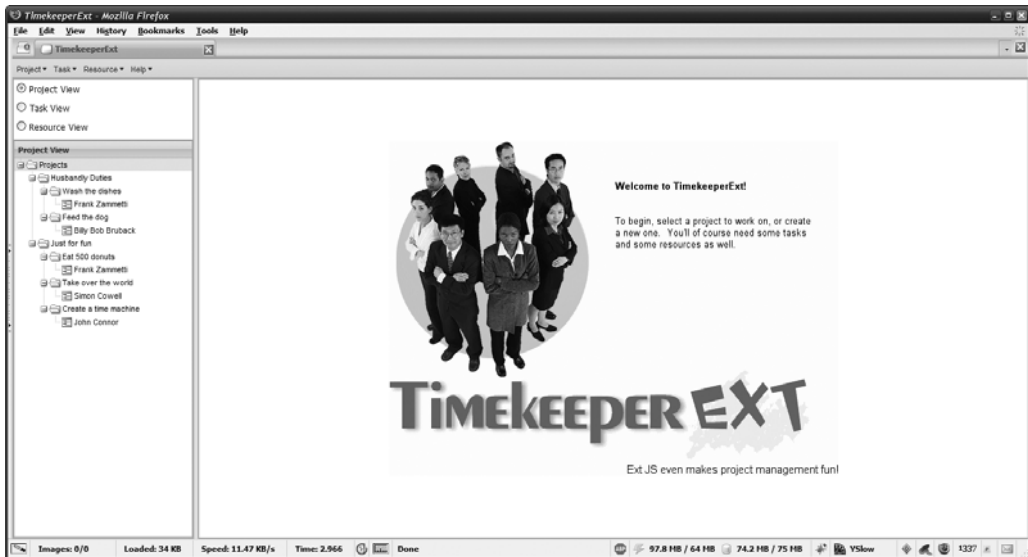 TimekeeperExt - Mozilla Firefox
File Edit View History Bookmarks Tools Help
TimekeeperExt
Project Task Resource Help
Project View
Task View
Resource View
Project View
Projects
Husbandly Duties
Wash the dishes
Frank Zammetti
Feed the dog
Billy Bob Bruback
Just for fun
Eat 500 donuts
Frank Zammetti
Take over the world
Simon Cowell
Create a time machine
John Connor
Welcome to TimekeeperExt!
To begin, select a project to work on, or create
a new one. You'll of course need some tasks
and some resources as well.
TimekEEpER EXT
Ext JS even makes project management fun!
Images: 0/0 Loaded: 34 KB Speed: 11.47 KB/s Time: 2.966 Done 97.8 MB / 64 MB 74.2 MB / 75 MB YSlow 1337